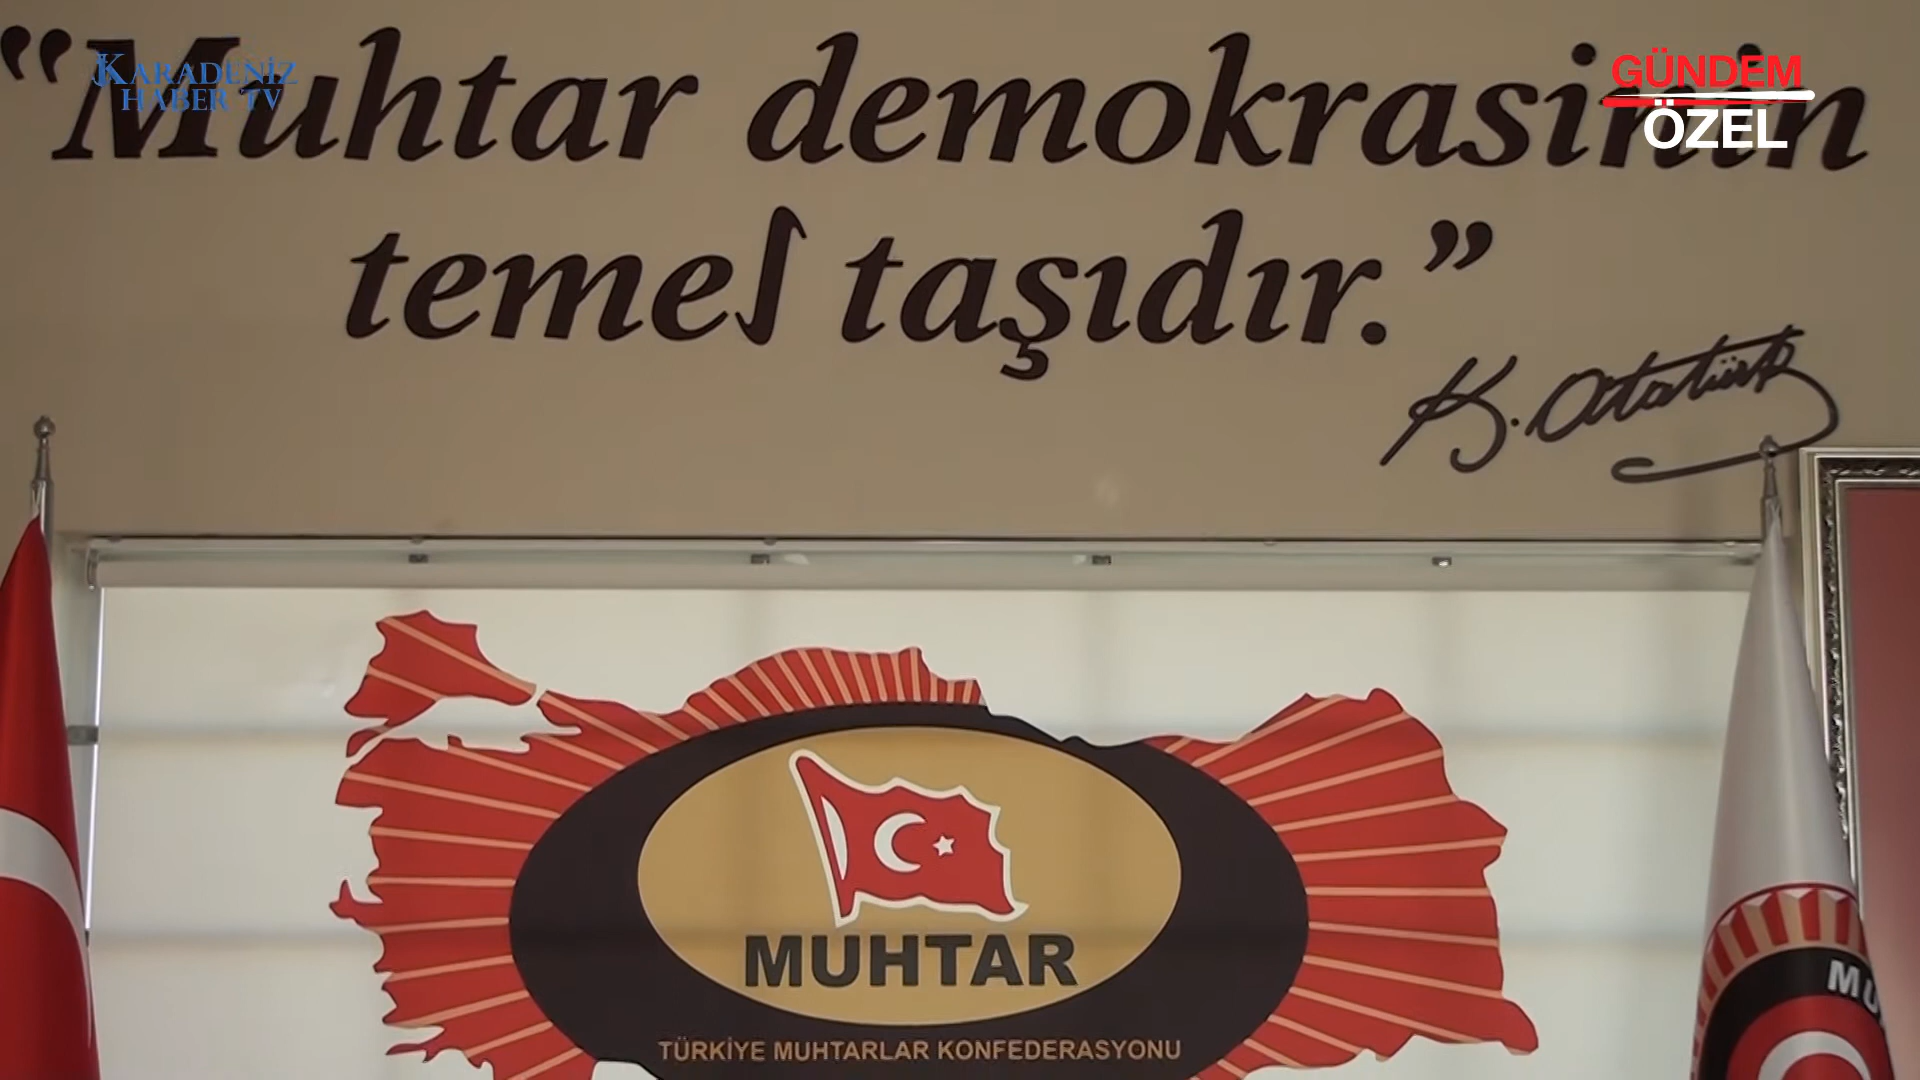 KARADENİZ
HABER TV
GÜNDEM
ÖZEL
"Muhtar demokrasinin
temel taşıdır."
K. Atatürk
MUHTAR
TÜRKİYE MUHTARLAR KONFEDERASYONU